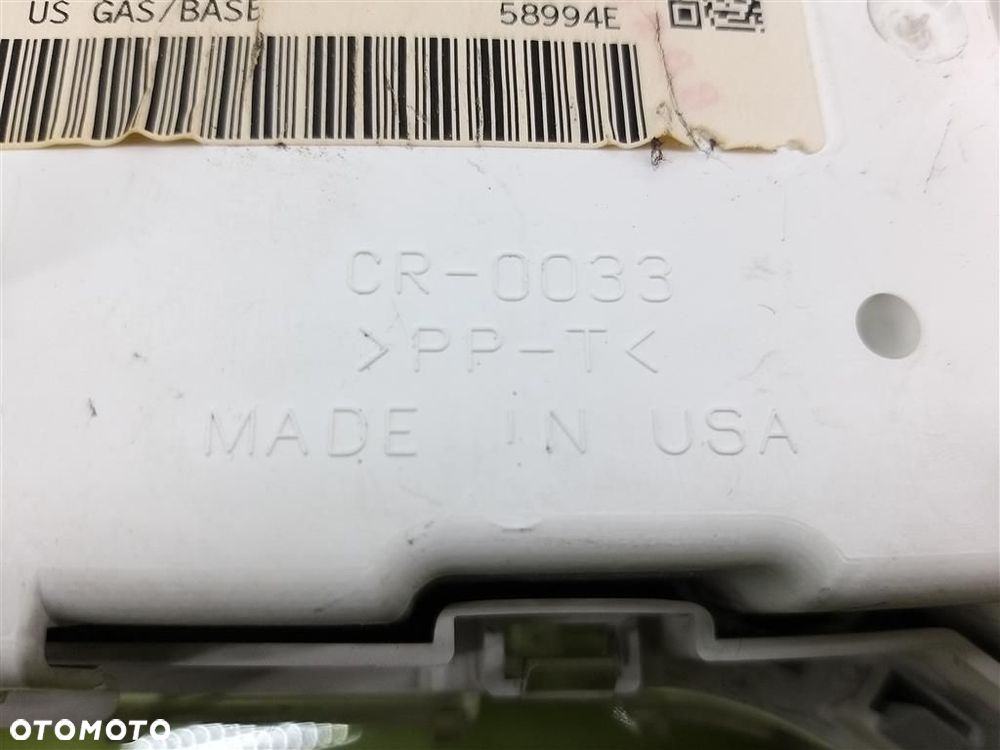 US GAS/BASE 58994E
CR-0033
>PP-T<
MADE IN USA
OTOMOTO